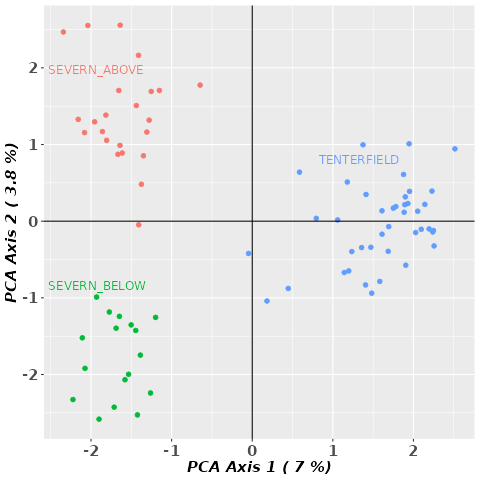 SEVERN_ABOVE
TENTERFIELD
SEVERN_BELOW
2
1
0
-1
-2
-2 -1 0 1 2
PCA Axis 1 ( 7 %)
PCA Axis 2 ( 3.8 %)